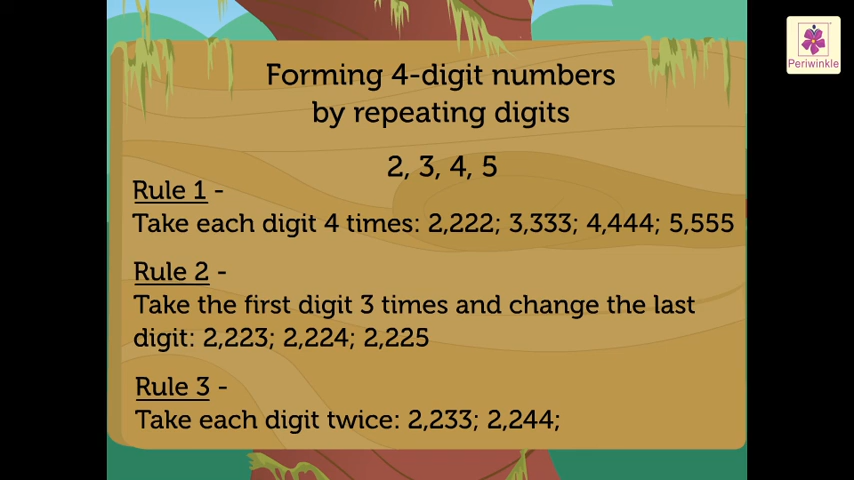 Periwinkle
Forming 4-digit numbers
by repeating digits
2, 3, 4, 5
Rule 1 -
Take each digit 4 times: 2,222; 3,333; 4,444; 5,555
Rule 2 -
Take the first digit 3 times and change the last
digit: 2,223; 2,224; 2,225
Rule 3 -
Take each digit twice: 2,233; 2,244;